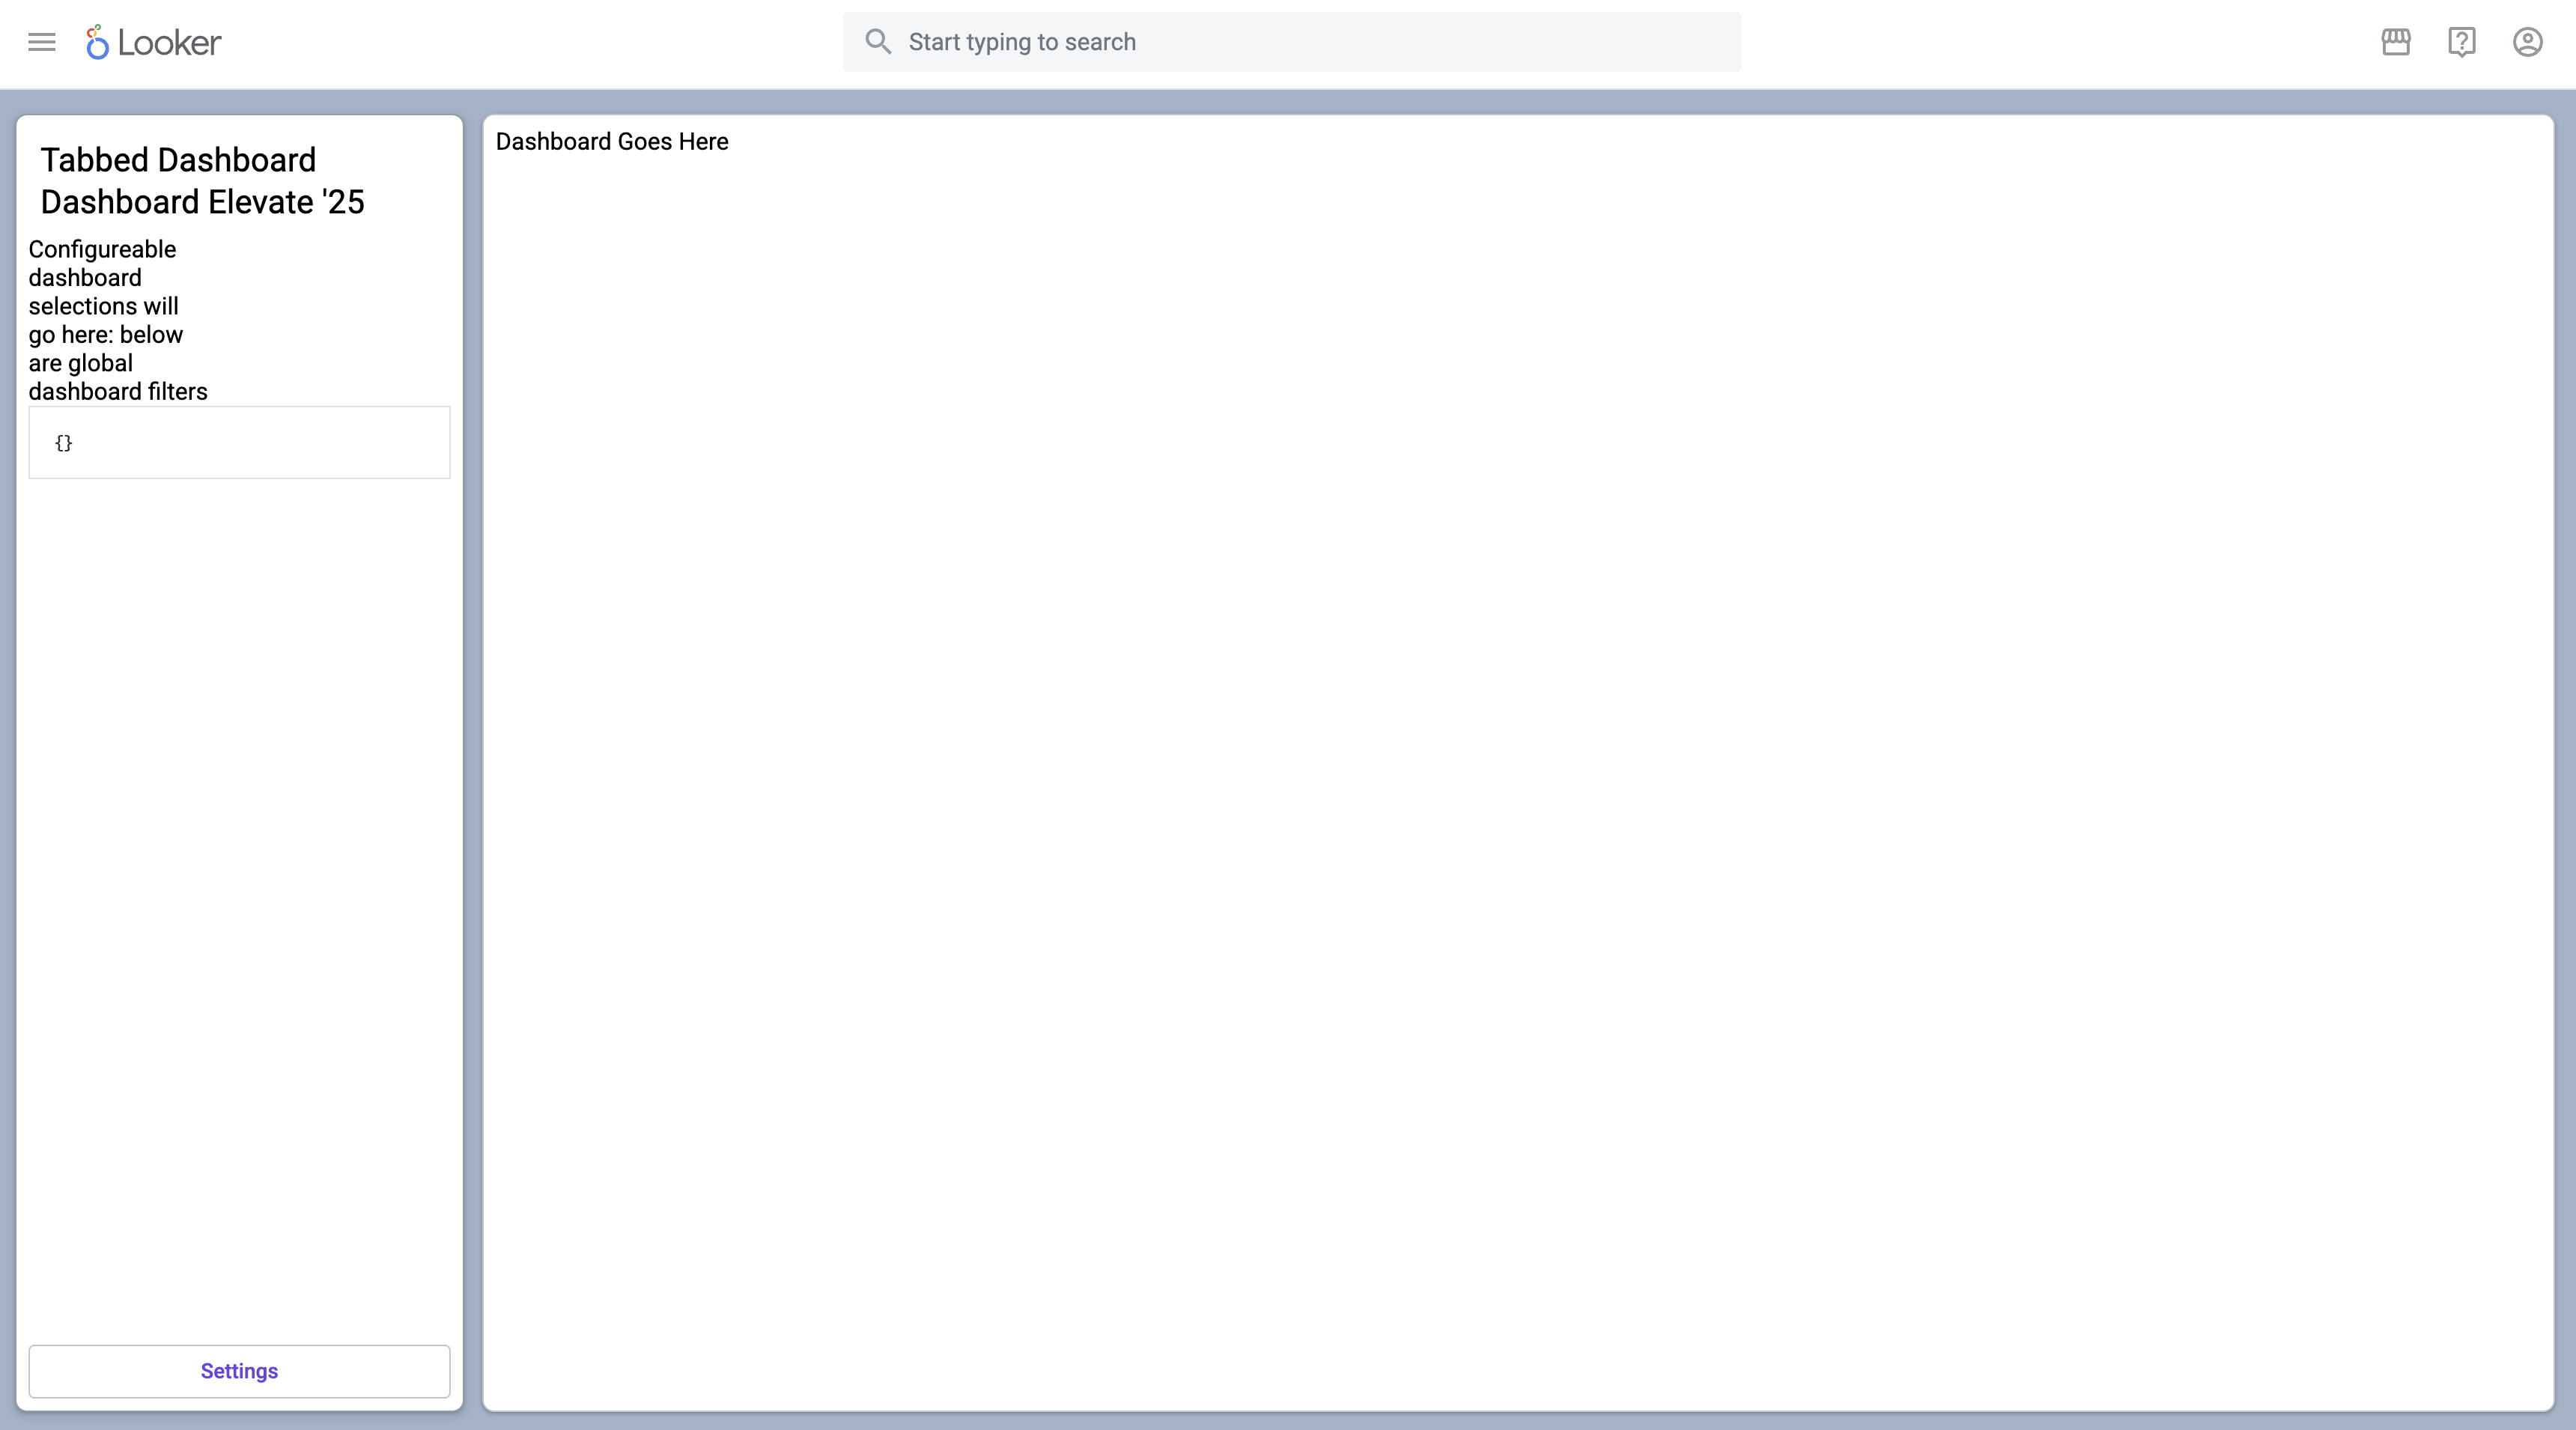 Looker
Start typing to search
Tabbed Dashboard
Dashboard Elevate '25
Configureable
dashboard
selections will
go here: below
are global
dashboard filters
{}
Settings
Dashboard Goes Here